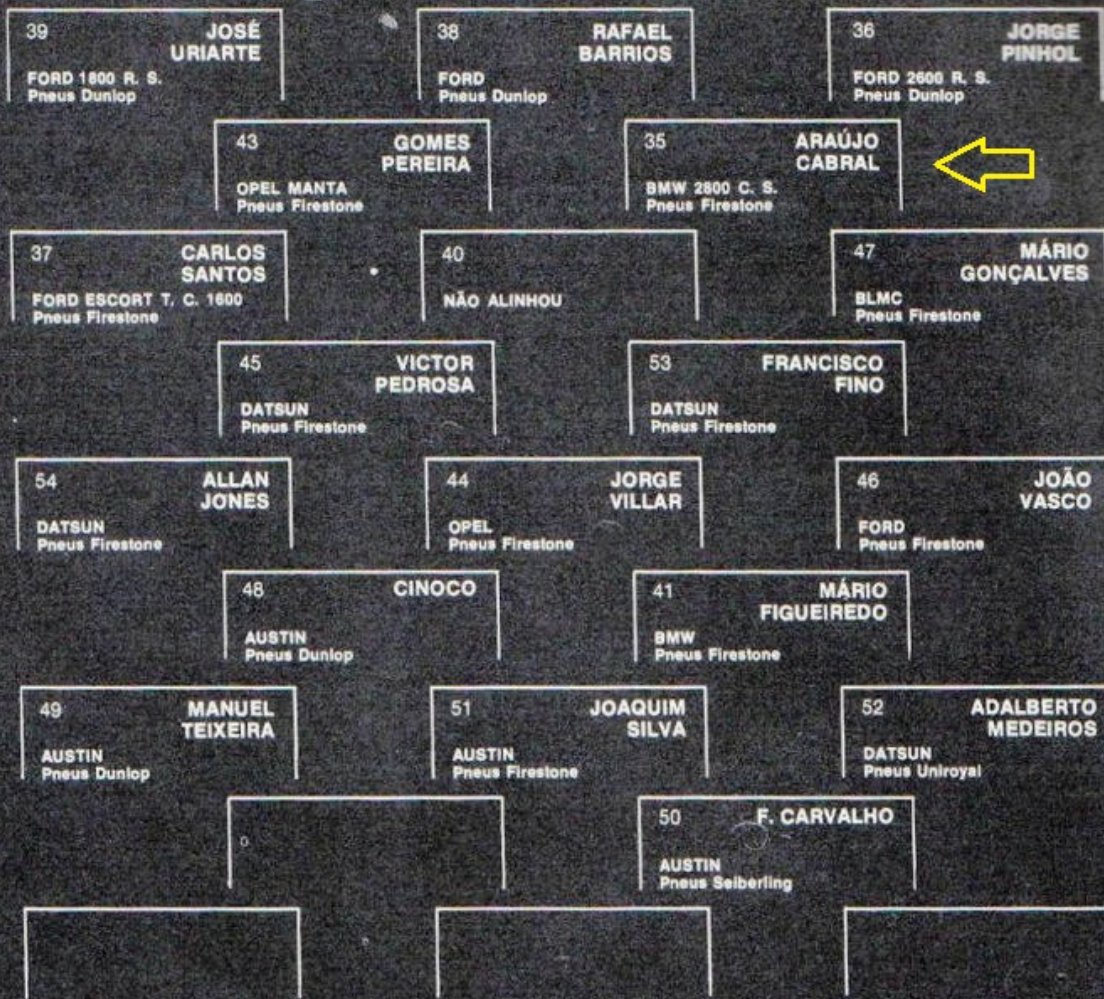 39 JOSÉ
URIARTE
FORD 1800 R. S.
Pneus Dunlop
38 RAFAEL
BARRIOS
FORD
Pneus Dunlop
36 JORGE
PINHOL
FORD 2600 R. S.
Pneus Dunlop
43 GOMES
PEREIRA
OPEL MANTA
Pneus Firestone
35 ARAÚJO
CABRAL
BMW 2800 C. S.
Pneus Firestone
37 CARLOS
SANTOS
FORD ESCORT T. C. 1600
Pneus Firestone
40
NÃO ALINHOU
47 MÁRIO
GONÇALVES
BLMC
Pneus Firestone
45 VICTOR
PEDROSA
DATSUN
Pneus Firestone
53 FRANCISCO
FINO
DATSUN
Pneus Firestone
54 ALLAN
JONES
DATSUN
Pneus Firestone
44 JORGE
VILLAR
OPEL
Pneus Firestone
46 JOÃO
VASCO
FORD
Pneus Firestone
48 CINOCO
AUSTIN
Pneus Dunlop
41 MÁRIO
FIGUEIREDO
BMW
Pneus Firestone
49 MANUEL
TEIXEIRA
AUSTIN
Pneus Dunlop
51 JOAQUIM
SILVA
AUSTIN
Pneus Firestone
52 ADALBERTO
MEDEIROS
DATSUN
Pneus Uniroyal
50 F. CARVALHO
AUSTIN
Pneus Seiberling